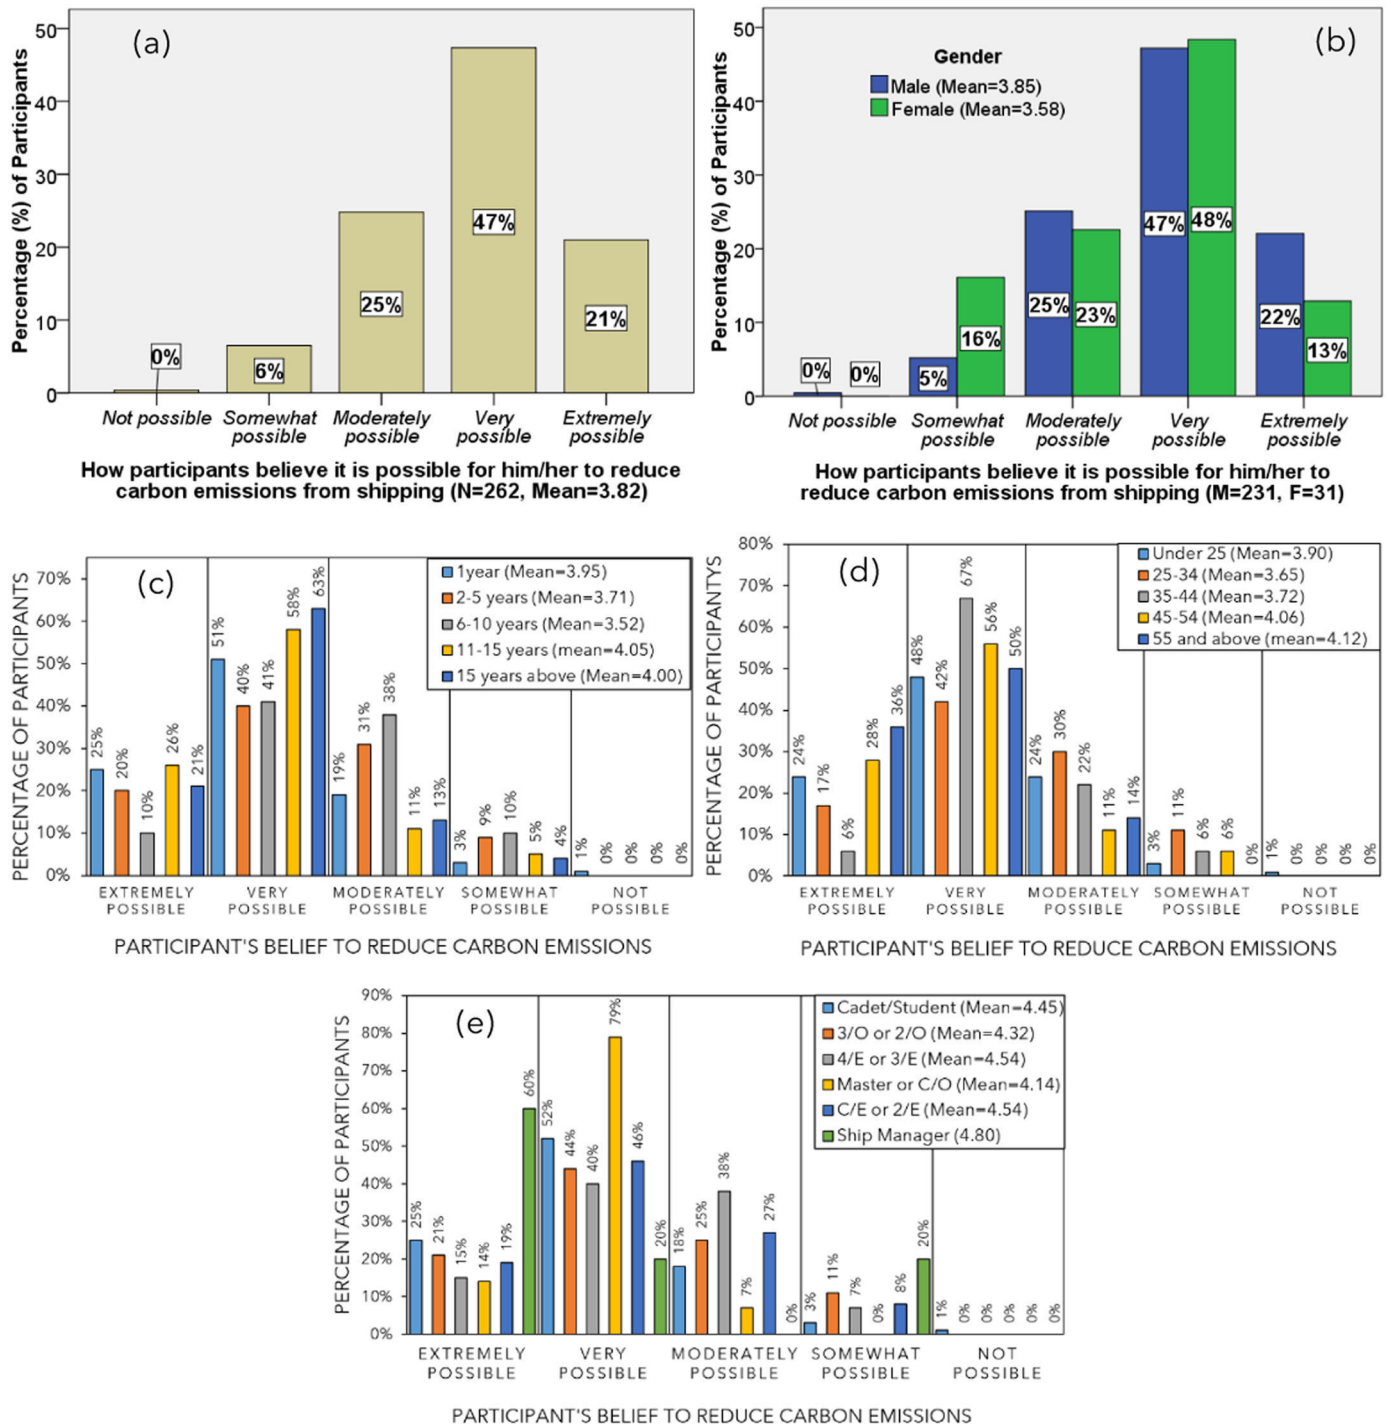 (a)
Percentage (%) of Participants
50
40
30
20
10
0
0%
6%
25%
47%
21%
Not possible
Somewhat possible
Moderately possible
Very possible
Extremely possible
How participants believe it is possible for him/her to reduce
carbon emissions from shipping (N=262, Mean=3.82)
(b)
Percentage (%) of Participants
50
40
30
20
10
0
Gender
Male (Mean=3.85)
Female (Mean=3.58)
0% 0%
5% 16%
25% 23%
47% 48%
22% 13%
Not possible
Somewhat possible
Moderately possible
Very possible
Extremely possible
How participants believe it is possible for him/her to
reduce carbon emissions from shipping (M=231, F=31)
(c)
PERCENTAGE OF PARTICIPANTS
70%
60%
50%
40%
30%
20%
10%
0%
1year (Mean=3.95)
2-5 years (Mean=3.71)
6-10 years (Mean=3.52)
11-15 years (mean=4.05)
15 years above (Mean=4.00)
25% 20% 10% 26% 21%
51% 40% 41% 58% 63%
19% 31% 38% 11% 13%
3% 9% 10% 5% 4%
1% 0% 0% 0% 0%
EXTREMELY POSSIBLE
VERY POSSIBLE
MODERATELY POSSIBLE
SOMEWHAT POSSIBLE
NOT POSSIBLE
PARTICIPANT'S BELIEF TO REDUCE CARBON EMISSIONS
(d)
PERCENTAGE OF PARTICIPANTYS
80%
70%
60%
50%
40%
30%
20%
10%
0%
Under 25 (Mean=3.90)
25-34 (Mean=3.65)
35-44 (Mean=3.72)
45-54 (Mean=4.06)
55 and above (mean=4.12)
24% 17% 6% 28% 36%
48% 42% 67% 56% 50%
24% 30% 22% 11% 14%
3% 11% 6% 6% 0%
1% 0% 0% 0% 0%
EXTREMELY POSSIBLE
VERY POSSIBLE
MODERATELY POSSIBLE
SOMEWHAT POSSIBLE
NOT POSSIBLE
PARTICIPANT'S BELIEF TO REDUCE CARBON EMISSIONS
(e)
PERCENTAGE OF PARTICIPANTS
90%
80%
70%
60%
50%
40%
30%
20%
10%
0%
Cadet/Student (Mean=4.45)
3/O or 2/O (Mean=4.32)
4/E or 3/E (Mean=4.54)
Master or C/O (Mean=4.14)
C/E or 2/E (Mean=4.54)
Ship Manager (4.80)
25% 21% 15% 14% 19% 60%
52% 44% 40% 79% 46% 20%
18% 25% 38% 7% 27% 0%
3% 11% 7% 0% 8% 20%
1% 0% 0% 0% 0% 0%
EXTREMELY POSSIBLE
VERY POSSIBLE
MODERATELY POSSIBLE
SOMEWHAT POSSIBLE
NOT POSSIBLE
PARTICIPANT'S BELIEF TO REDUCE CARBON EMISSIONS